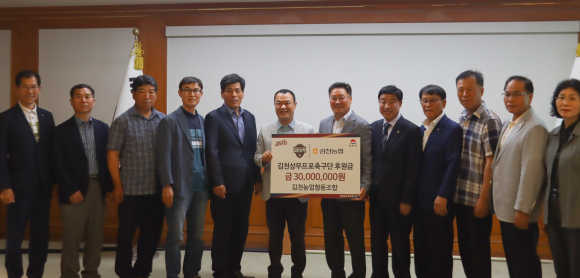 김천농협
김천상무프로축구단 후원금
금 30,000,000원
김천농업협동조합